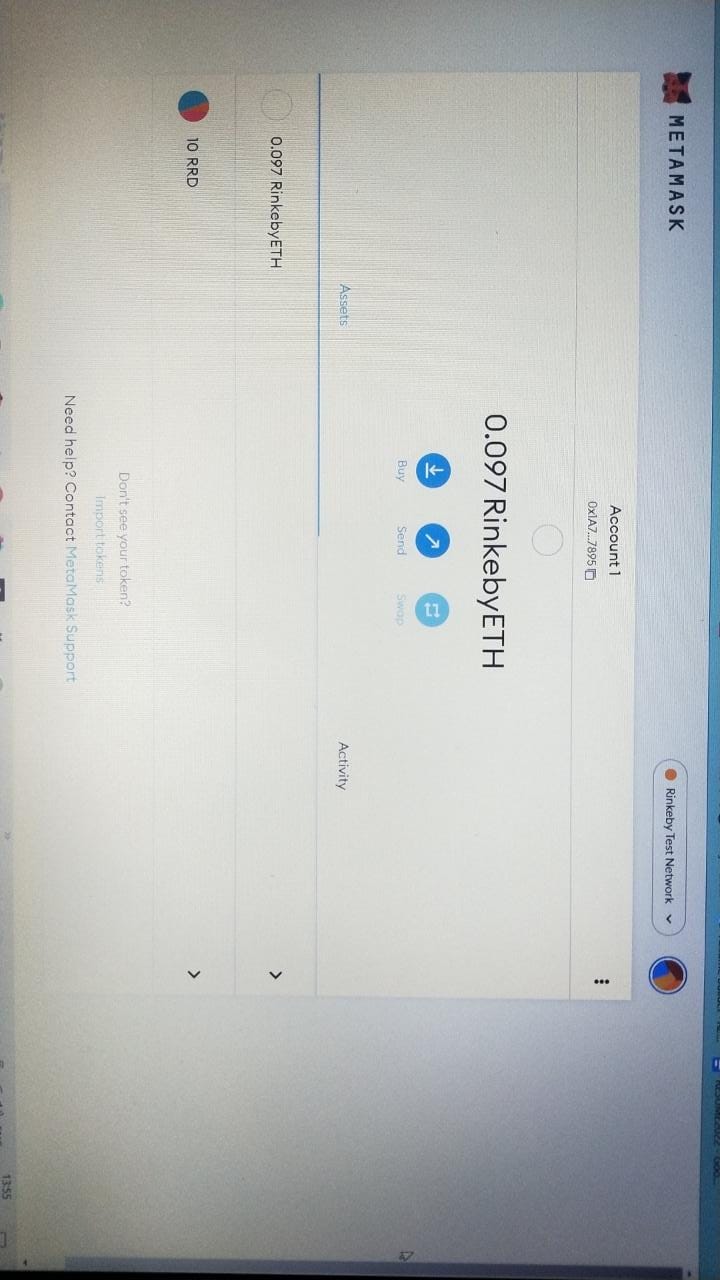 METAMASK
Rinkeby Test Network
Account 1
0x1A7...7895
0.097 RinkebyETH
Buy
Send
Swap
Assets
Activity
0.097 RinkebyETH
10 RRD
Don't see your token?
Import tokens
Need help? Contact MetaMask Support
13:55